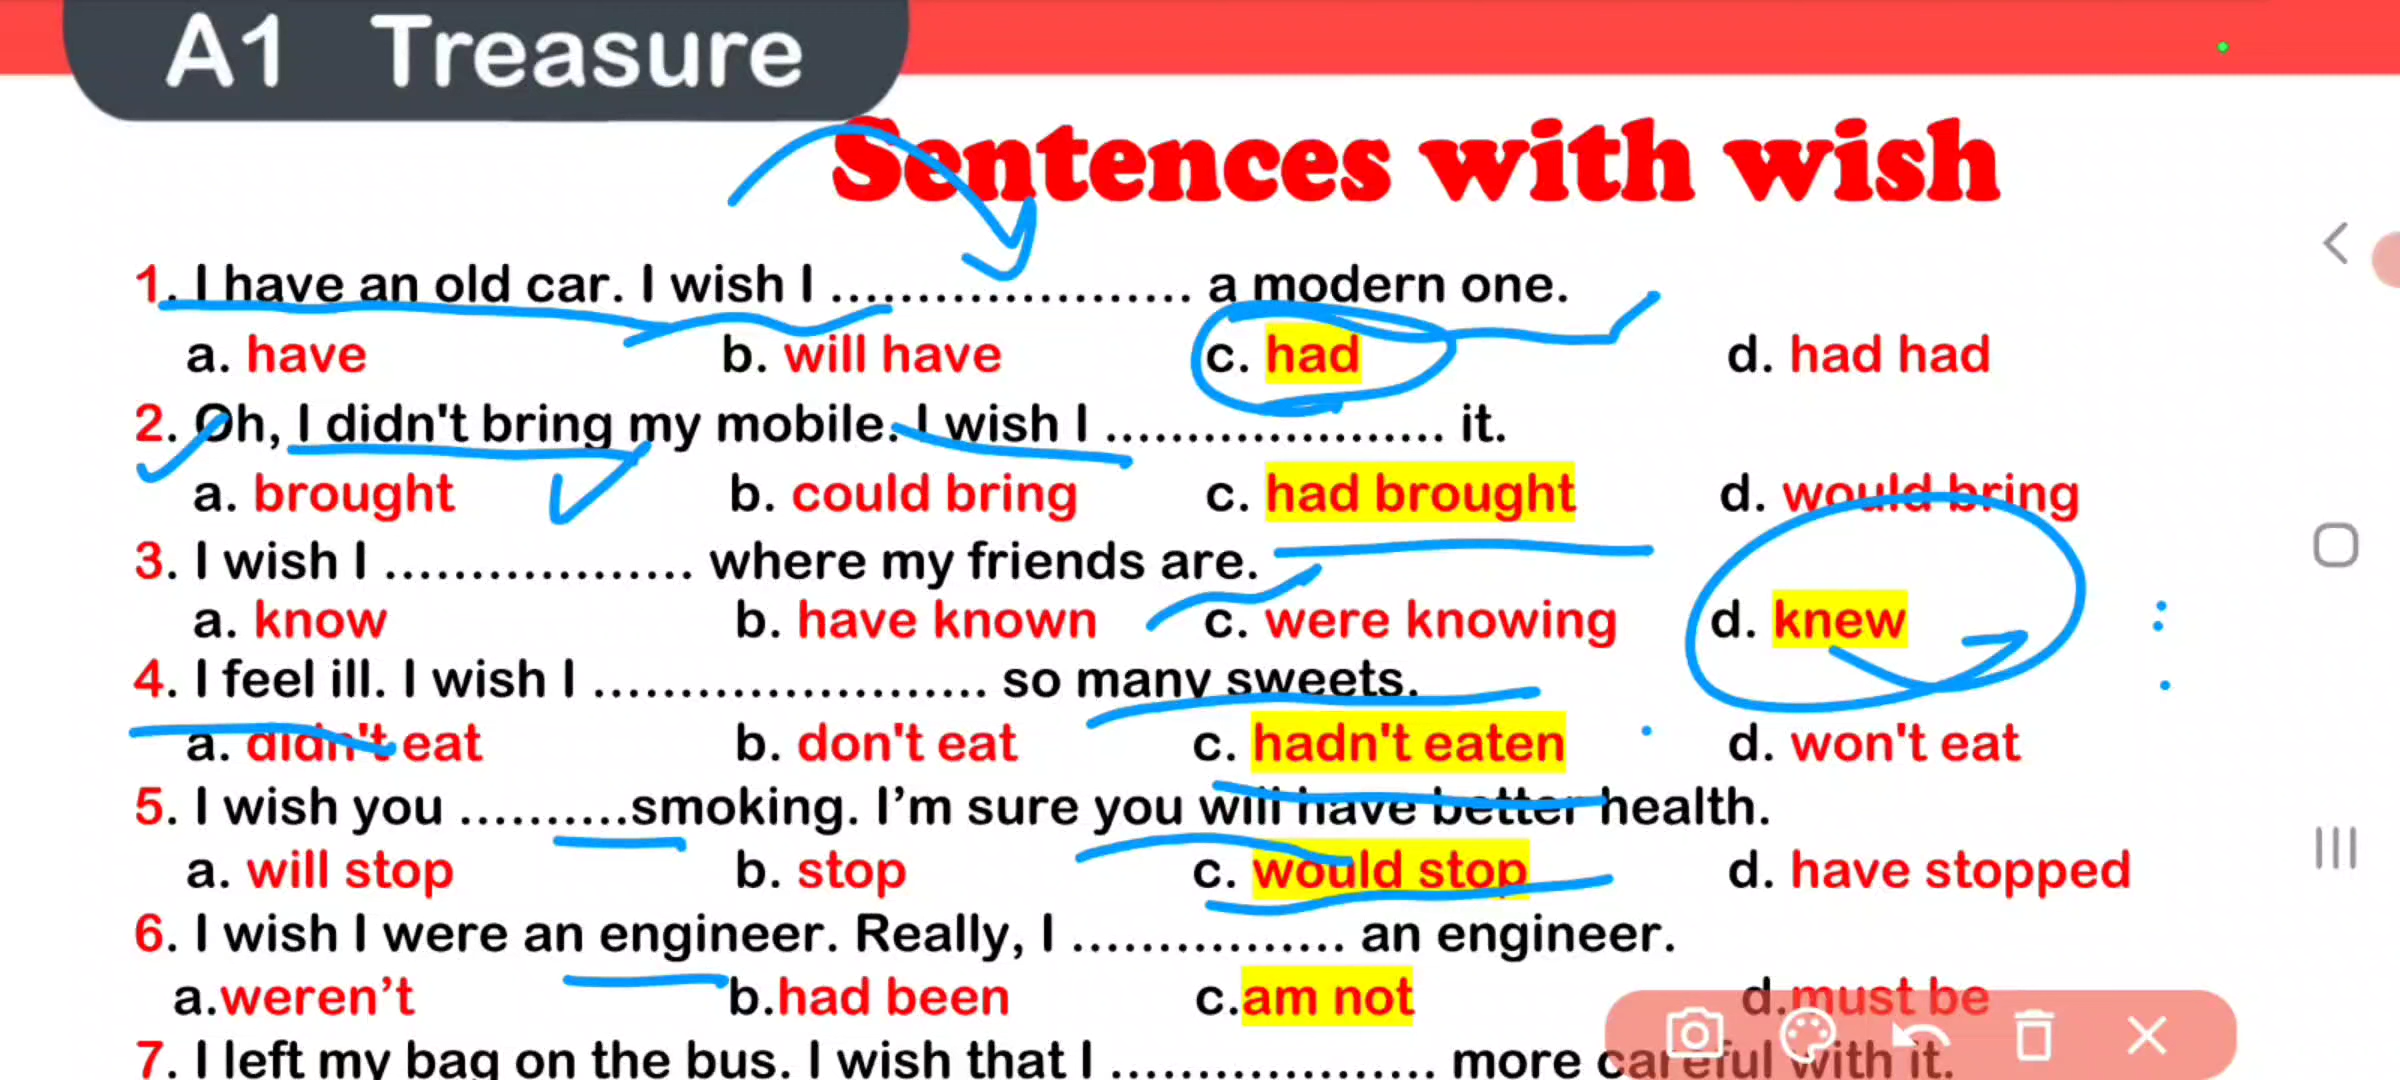 A1 Treasure
Sentences with wish
1. I have an old car. I wish I ..................... a modern one.
a. have b. will have c. had d. had had
2. Oh, I didn't bring my mobile. I wish I .................... it.
a. brought b. could bring c. had brought d. would bring
3. I wish I .................. where my friends are.
a. know b. have known c. were knowing d. knew
4. I feel ill. I wish I ....................... so many sweets.
a. didn't eat b. don't eat c. hadn't eaten d. won't eat
5. I wish you ..........smoking. I’m sure you will have better health.
a. will stop b. stop c. would stop d. have stopped
6. I wish I were an engineer. Really, I ................ an engineer.
a.weren’t b.had been c.am not d.must be
7. I left my bag on the bus. I wish that I ................... more careful with it.